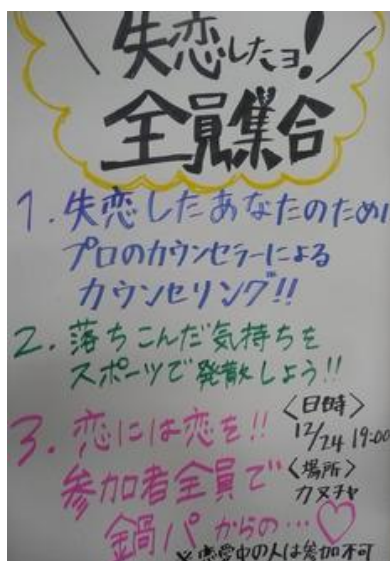 失恋したョ!
全員集合
1. 失恋したあなたのために
プロのカウンセラーによる
カウンセリング!!
2. 落ちこんだ気持ちを
スポーツで発散しよう!!
3. 恋には恋を!!
参加者全員で
鍋パからの…♡
〈日時〉
12/24 19:00
〈場所〉
カヌチャ
※恋愛中の人は参加不可